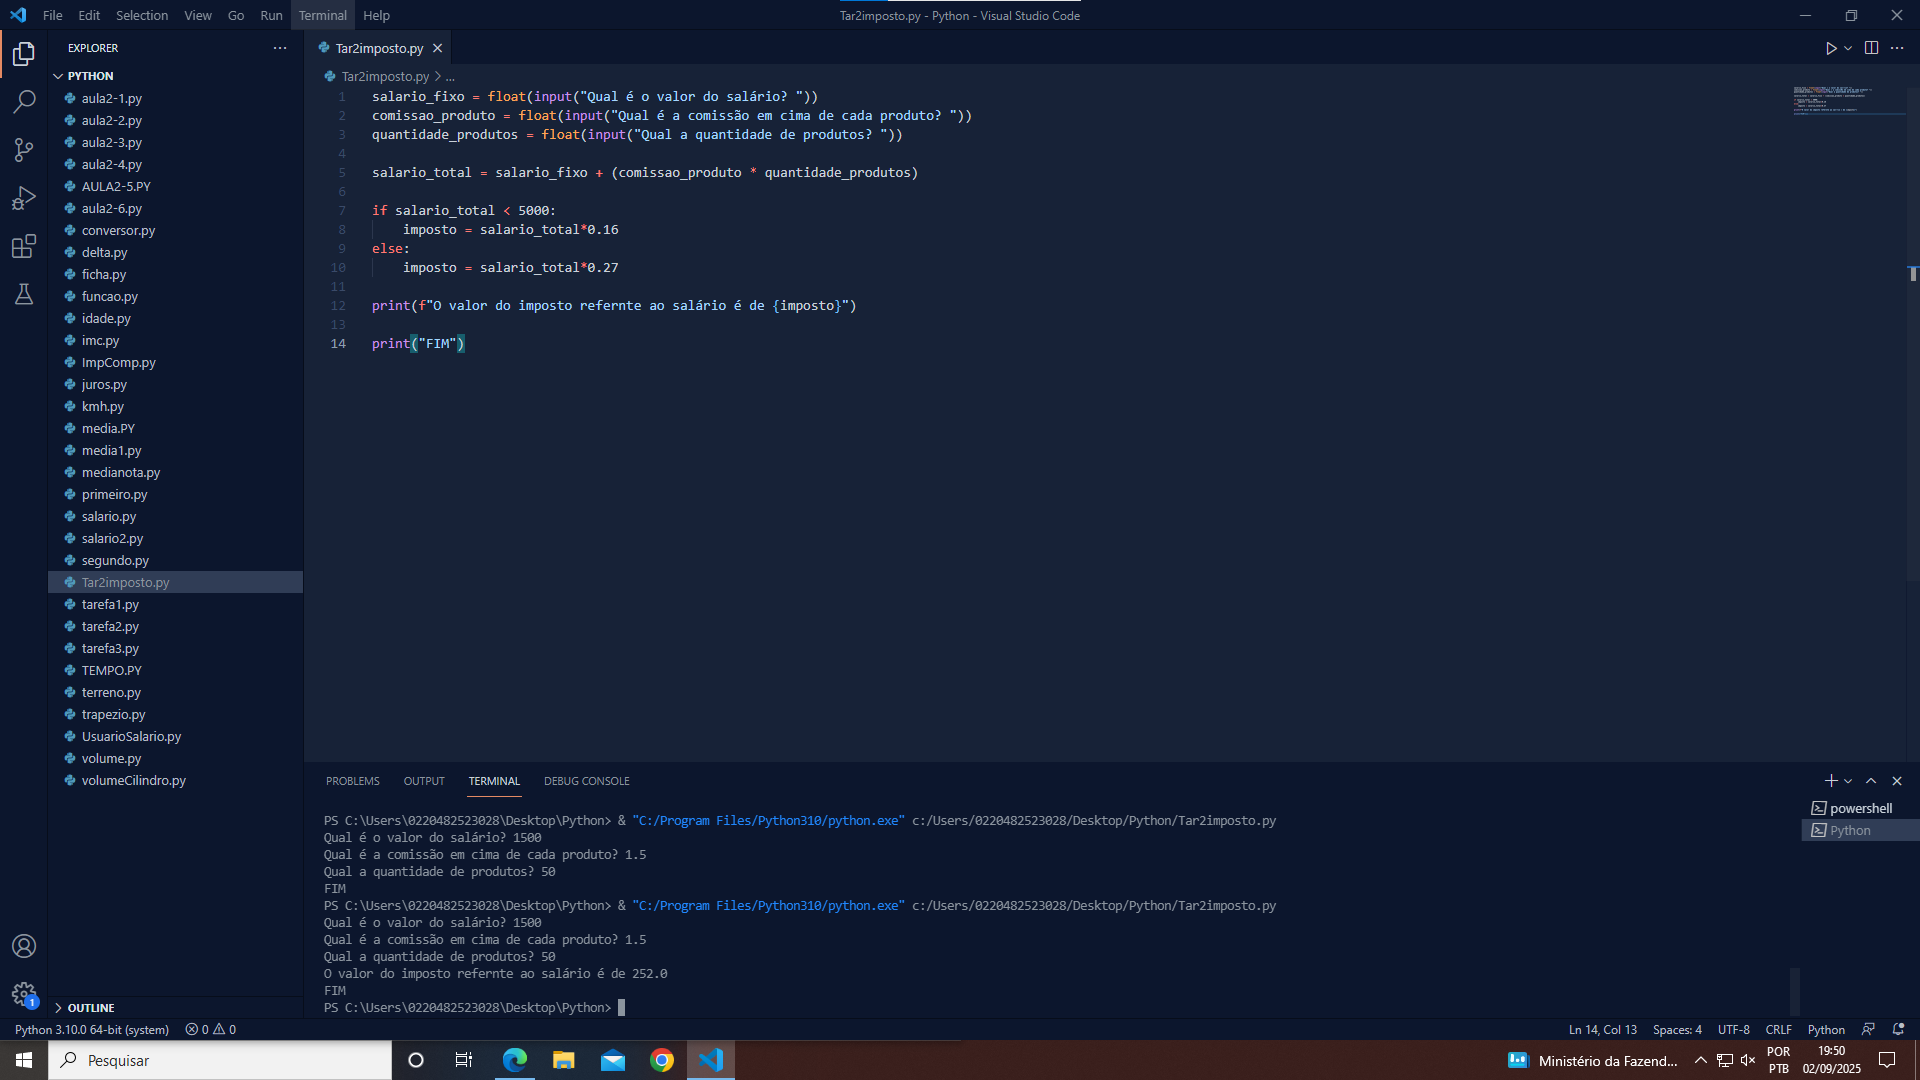 File Edit Selection View Go Run Terminal Help
Tar2imposto.py - Python - Visual Studio Code
EXPLORER
PYTHON
aula2-1.py
aula2-2.py
aula2-3.py
aula2-4.py
AULA2-5.PY
aula2-6.py
conversor.py
delta.py
ficha.py
funcao.py
idade.py
imc.py
ImpComp.py
juros.py
kmh.py
media.PY
media1.py
medianota.py
primeiro.py
salario.py
salario2.py
segundo.py
Tar2imposto.py
tarefa1.py
tarefa2.py
tarefa3.py
TEMPO.PY
terreno.py
trapezio.py
UsuarioSalario.py
volume.py
volumeCilindro.py
OUTLINE
Tar2imposto.py
Tar2imposto.py > ...
1 salario_fixo = float(input("Qual é o valor do salário? "))
2 comissao_produto = float(input("Qual é a comissão em cima de cada produto? "))
3 quantidade_produtos = float(input("Qual a quantidade de produtos? "))
4
5 salario_total = salario_fixo + (comissao_produto * quantidade_produtos)
6
7 if salario_total < 5000:
8 imposto = salario_total*0.16
9 else:
10 imposto = salario_total*0.27
11
12 print(f"O valor do imposto refernte ao salário é de {imposto}")
13
14 print("FIM")
PROBLEMS OUTPUT TERMINAL DEBUG CONSOLE
PS C:\Users\0220482523028\Desktop\Python> & "C:/Program Files/Python310/python.exe" c:/Users/0220482523028/Desktop/Python/Tar2imposto.py
Qual é o valor do salário? 1500
Qual é a comissão em cima de cada produto? 1.5
Qual a quantidade de produtos? 50
FIM
PS C:\Users\0220482523028\Desktop\Python> & "C:/Program Files/Python310/python.exe" c:/Users/0220482523028/Desktop/Python/Tar2imposto.py
Qual é o valor do salário? 1500
Qual é a comissão em cima de cada produto? 1.5
Qual a quantidade de produtos? 50
O valor do imposto refernte ao salário é de 252.0
FIM
PS C:\Users\0220482523028\Desktop\Python>
powershell
Python
1
Python 3.10.0 64-bit (system) 0 0
Ln 14, Col 13 Spaces: 4 UTF-8 CRLF Python
Pesquisar
Ministério da Fazend...
POR
PTB
19:50
02/09/2025